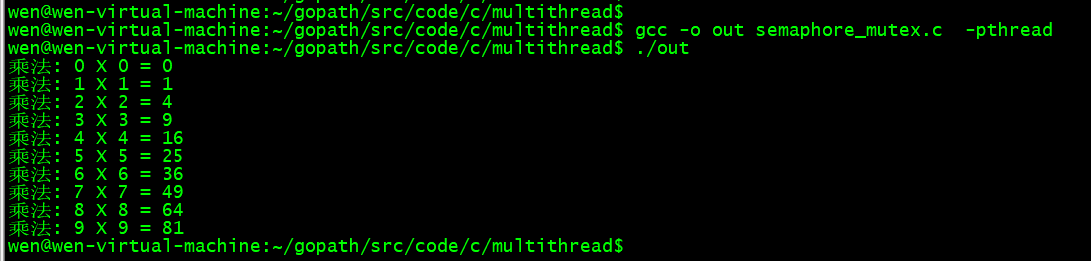 wen@wen-virtual-machine:~/gopath/src/code/c/multithread$
wen@wen-virtual-machine:~/gopath/src/code/c/multithread$ gcc -o out semaphore_mutex.c  -pthread
wen@wen-virtual-machine:~/gopath/src/code/c/multithread$ ./out
乘法: 0 X 0 = 0
乘法: 1 X 1 = 1
乘法: 2 X 2 = 4
乘法: 3 X 3 = 9
乘法: 4 X 4 = 16
乘法: 5 X 5 = 25
乘法: 6 X 6 = 36
乘法: 7 X 7 = 49
乘法: 8 X 8 = 64
乘法: 9 X 9 = 81
wen@wen-virtual-machine:~/gopath/src/code/c/multithread$